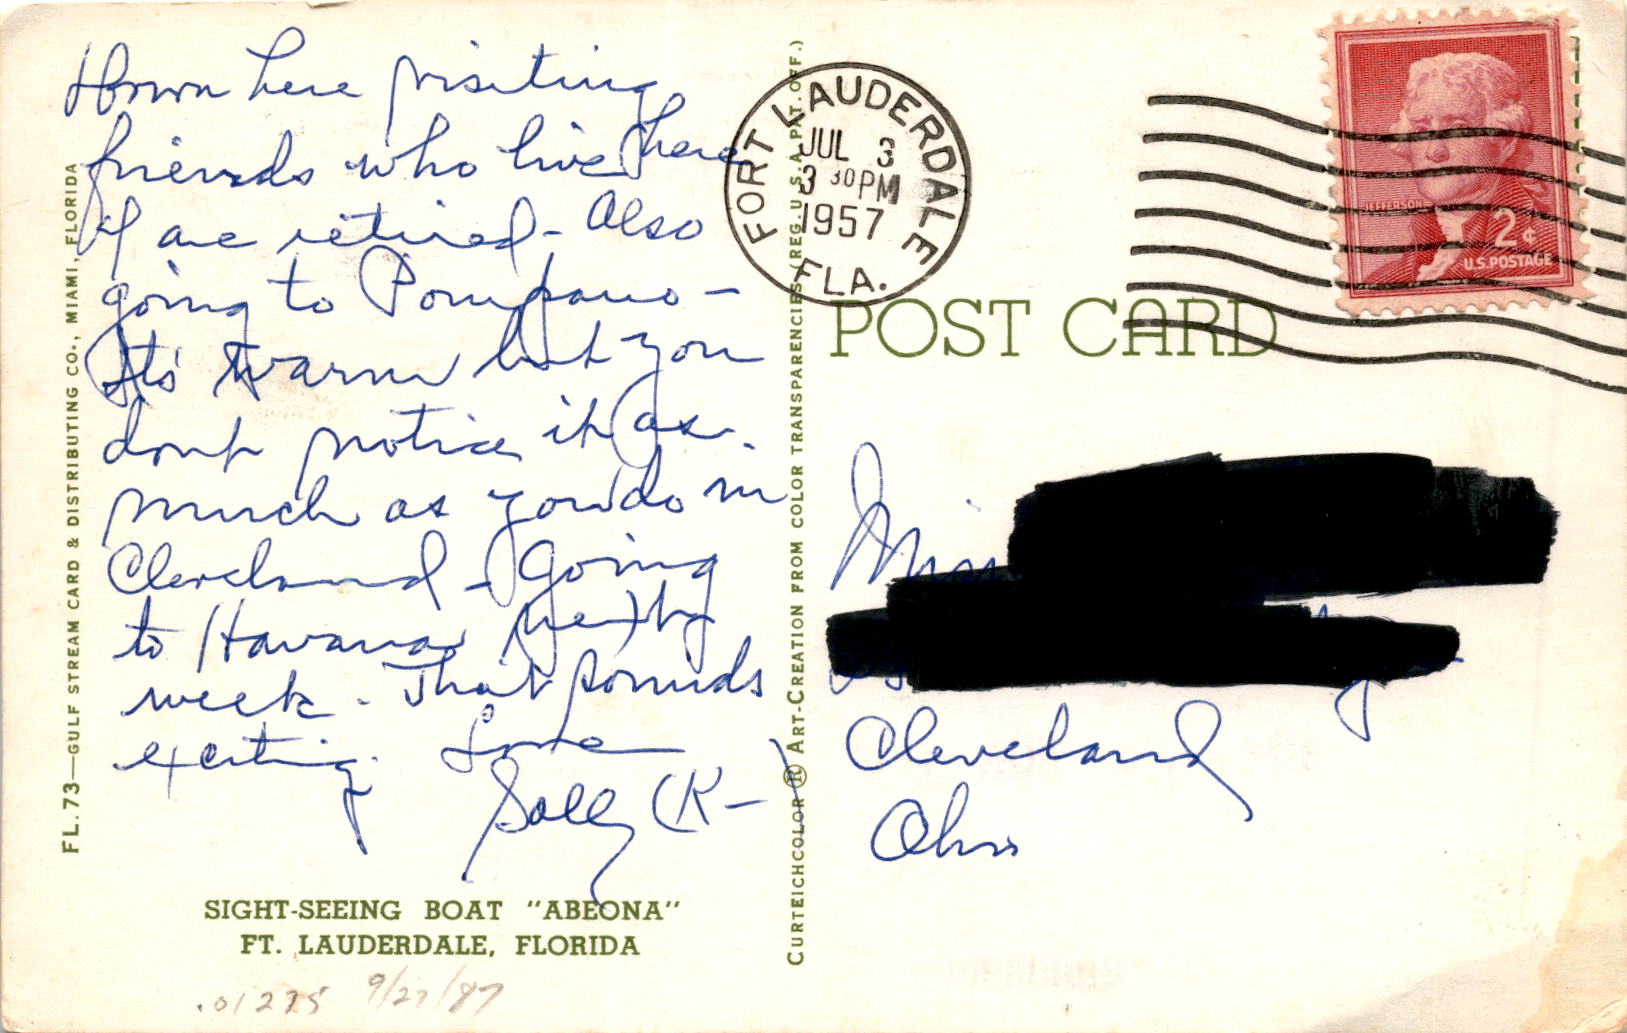 Down here visiting
friends who live here
& are retired - Also
going to Pompano -
It's warm but you
dont notice it as
much as you do in
Cleveland - Going
to Havana next
week. That sounds
exciting. Love
Sally (K-)
SIGHT-SEEING BOAT "ABEONA"
FT. LAUDERDALE, FLORIDA
.01275 9/27/87
FL. 73—GULF STREAM CARD & DISTRIBUTING CO., MIAMI, FLORIDA
CURTEICHCOLOR ® ART-CREATION FROM COLOR TRANSPARENCIES (REG. U.S.A. PAT. OFF.)
FORT LAUDERDALE
JUL 3
3 30 PM
1957
FLA.
JEFFERSON
2¢
U.S. POSTAGE
POST CARD
Cleveland
Ohio